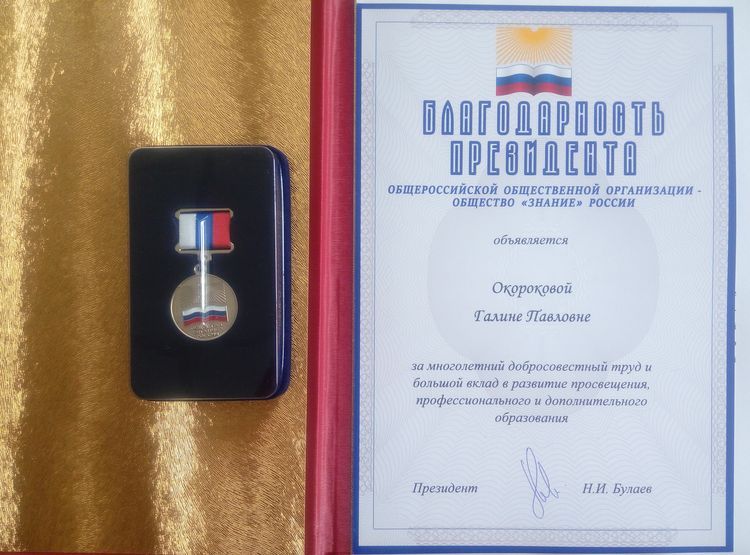 БЛАГОДАРНОСТЬ
ПРЕЗИДЕНТА
ОБЩЕРОССИЙСКОЙ ОБЩЕСТВЕННОЙ ОРГАНИЗАЦИИ -
ОБЩЕСТВО «ЗНАНИЕ» РОССИИ
объявляется
Окороковой
Галине Павловне
за многолетний добросовестный труд и
большой вклад в развитие просвещения,
профессионального и дополнительного
образования
Президент Н.И. Булаев